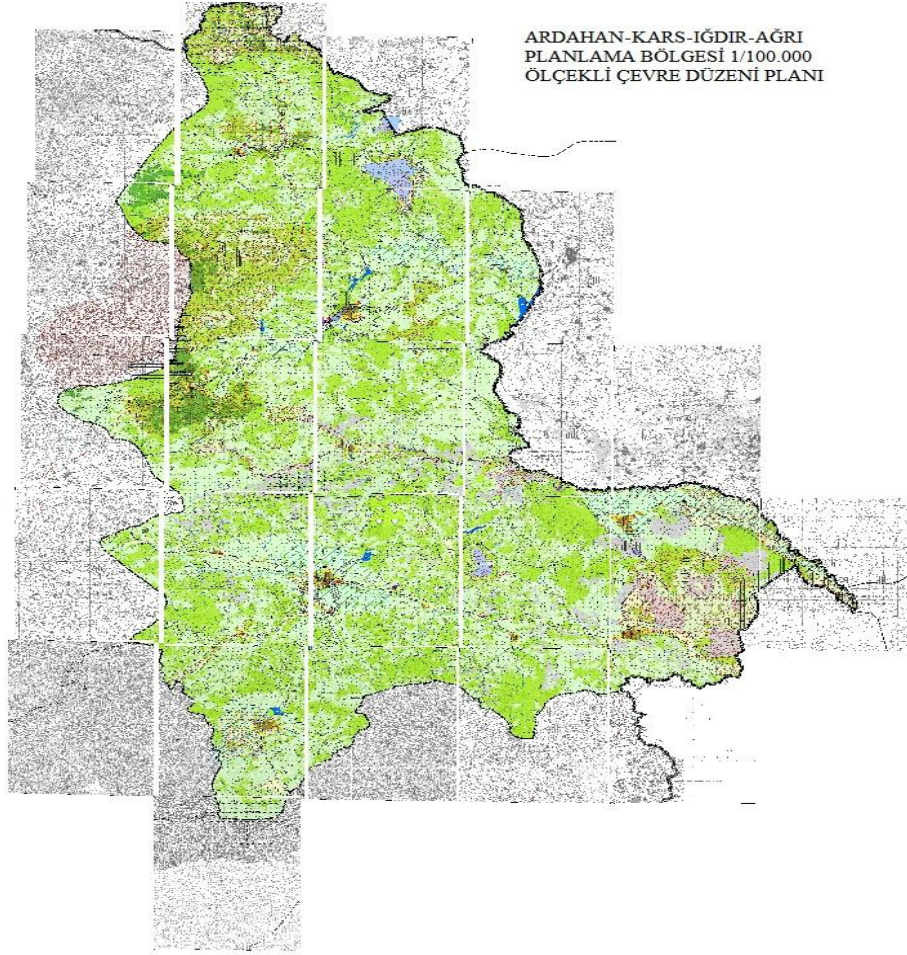 ARDAHAN-KARS-IĞDIR-AĞRI
PLANLAMA BÖLGESİ 1/100.000
ÖLÇEKLİ ÇEVRE DÜZENİ PLANI